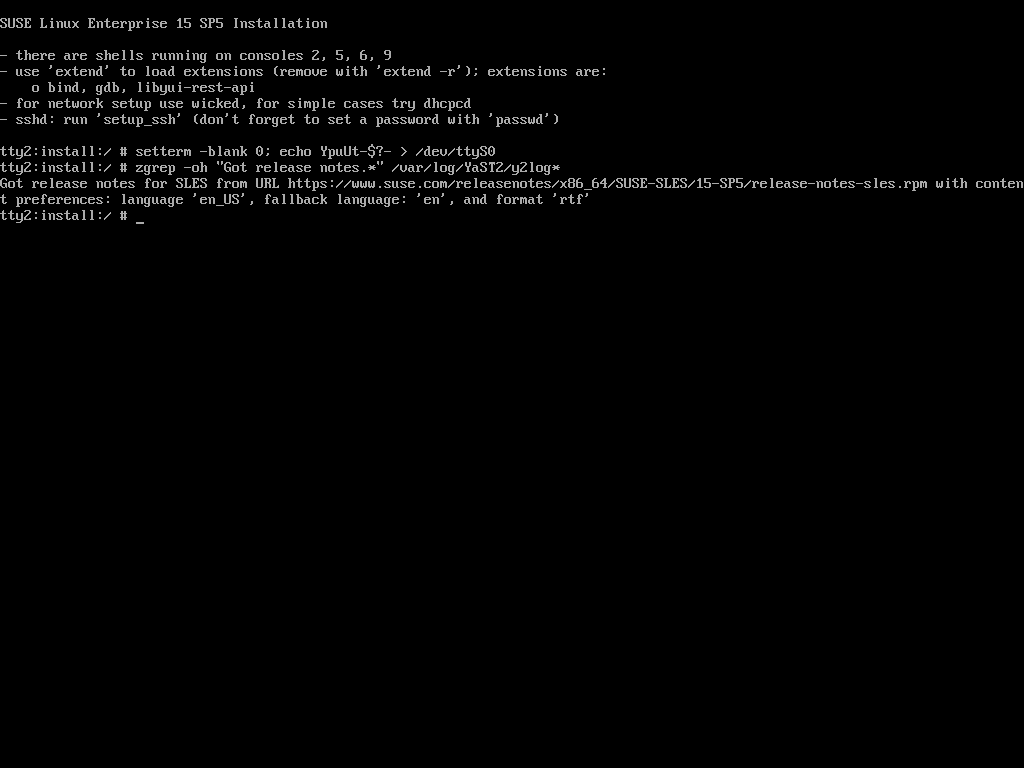 SUSE Linux Enterprise 15 SP5 Installation
- there are shells running on consoles 2, 5, 6, 9
- use 'extend' to load extensions (remove with 'extend -r'); extensions are:
    o bind, gdb, libyui-rest-api
- for network setup use wicked, for simple cases try dhcpcd
- sshd: run 'setup_ssh' (don't forget to set a password with 'passwd')
tty2:install:/ # setterm -blank 0; echo YpuUt-$?- > /dev/ttyS0
tty2:install:/ # zgrep -oh "Got release notes.*" /var/log/YaST2/y2log*
Got release notes for SLES from URL https://www.suse.com/releasenotes/x86_64/SUSE-SLES/15-SP5/release-notes-sles.rpm with conten
t preferences: language 'en_US', fallback language: 'en', and format 'rtf'
tty2:install:/ # _